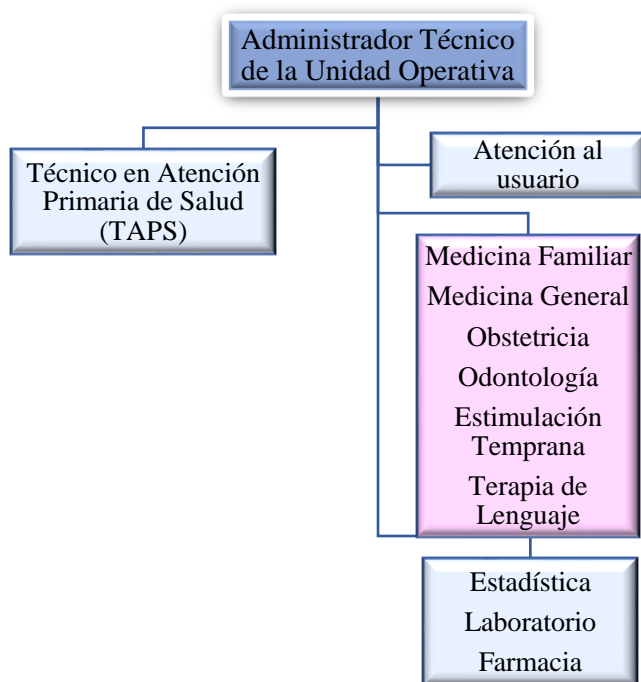 Administrador Técnico
de la Unidad Operativa
Técnico en Atención
Primaria de Salud
(TAPS)
Atención al
usuario
Medicina Familiar
Medicina General
Obstetricia
Odontología
Estimulación
Temprana
Terapia de
Lenguaje
Estadística
Laboratorio
Farmacia